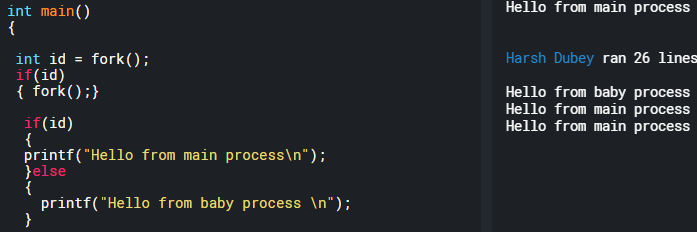 int main()
{
int id = fork();
if(id)
{ fork();}
if(id)
{
printf("Hello from main process\n");
}else
{
printf("Hello from baby process \n");
}
Hello from main process
Harsh Dubey ran 26 lines
Hello from baby process
Hello from main process
Hello from main process